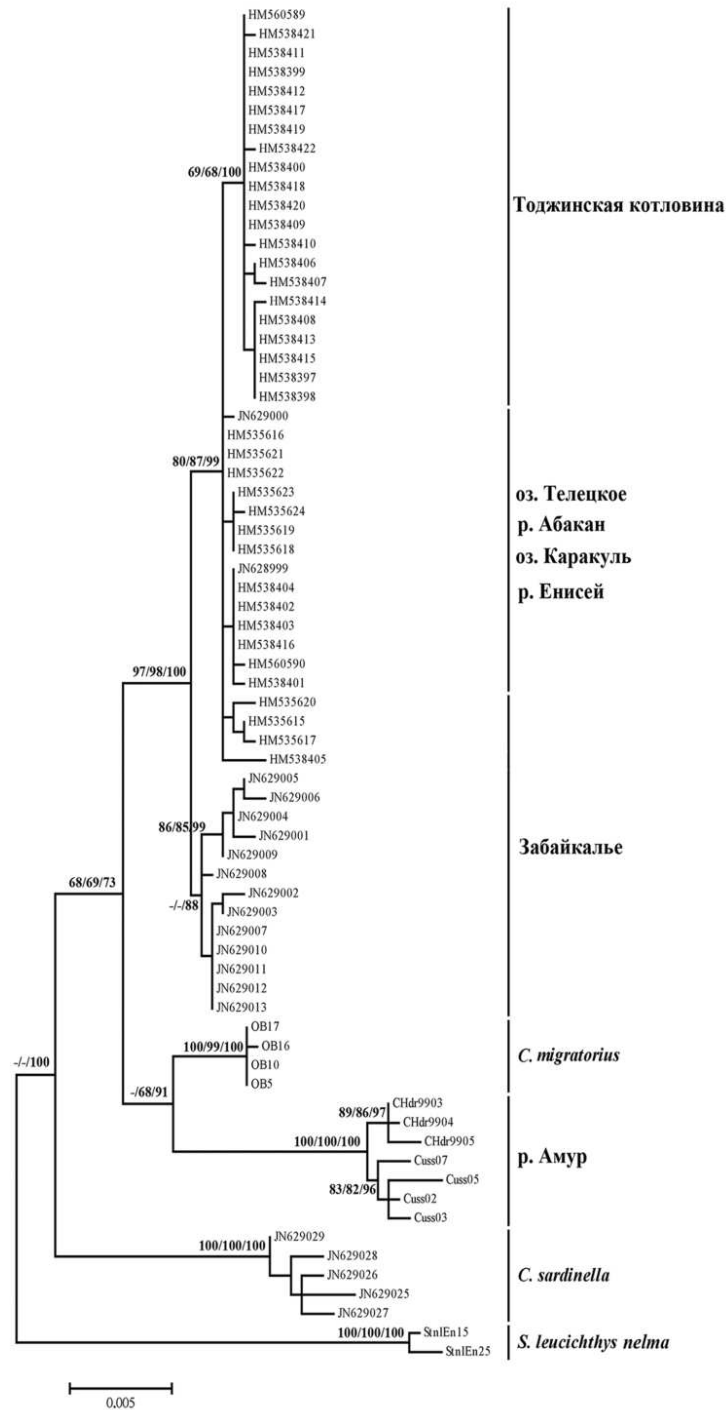 HM560589
HM538421
HM538411
HM538399
HM538412
HM538417
HM538419
HM538422
69/68/100
HM538400
HM538418
HM538420
Тоджинская котловина
HM538409
HM538410
HM538406
HM538407
HM538414
HM538408
HM538413
HM538415
HM538397
HM538398
JN629000
HM535616
HM535621
80/87/99
HM535622
HM535623
оз. Телецкое
HM535624
р. Абакан
HM535619
HM535618
оз. Каракуль
JN628999
HM538404
р. Енисей
HM538402
HM538403
HM538416
HM560590
97/98/100
HM538401
HM535620
HM535615
HM535617
HM538405
JN629005
JN629006
JN629004
86/85/99
JN629001
Забайкалье
JN629009
JN629008
68/69/73
JN629002
-/-/88
JN629003
JN629007
JN629010
JN629011
JN629012
JN629013
OB17
100/99/100
OB16
C. migratorius
-/-/100
OB10
OB5
-/68/91
CHdr9903
89/86/97
CHdr9904
100/100/100
CHdr9905
р. Амур
Cuss07
83/82/96
Cuss05
Cuss02
Cuss03
JN629029
100/100/100
JN629028
JN629026
C. sardinella
JN629025
JN629027
100/100/100
StnlEn15
S. leucichthys nelma
StnlEn25
0.005